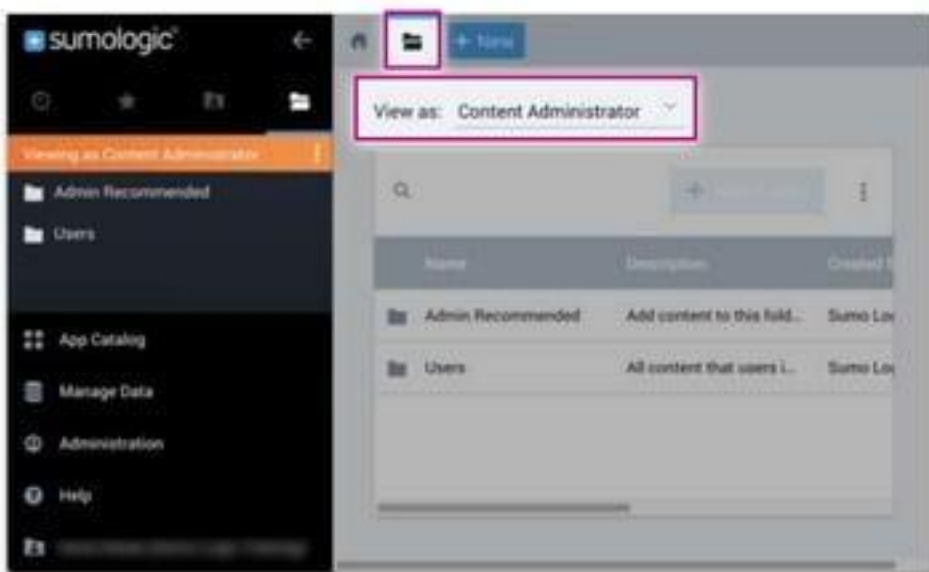 sumologic
+ New
View as: Content Administrator
Viewing as Content Administrator
Admin Recommended
Users
Name Description Created
Admin Recommended Add content to this fold... Sumo Lo
Users All content that users i... Sumo Lo
App Catalog
Manage Data
Administration
Help